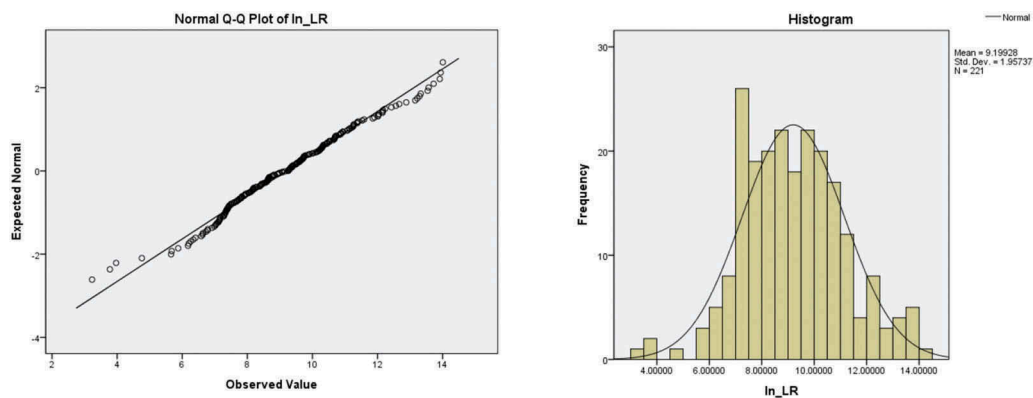 Normal Q-Q Plot of ln_LR
Expected Normal
2
0
-2
-4
2 4 6 8 10 12 14
Observed Value
Histogram
Normal
Mean = 9.19928
Std. Dev. = 1.95737
N = 221
Frequency
30
20
10
0
4.00000 6.00000 8.00000 10.00000 12.00000 14.00000
ln_LR